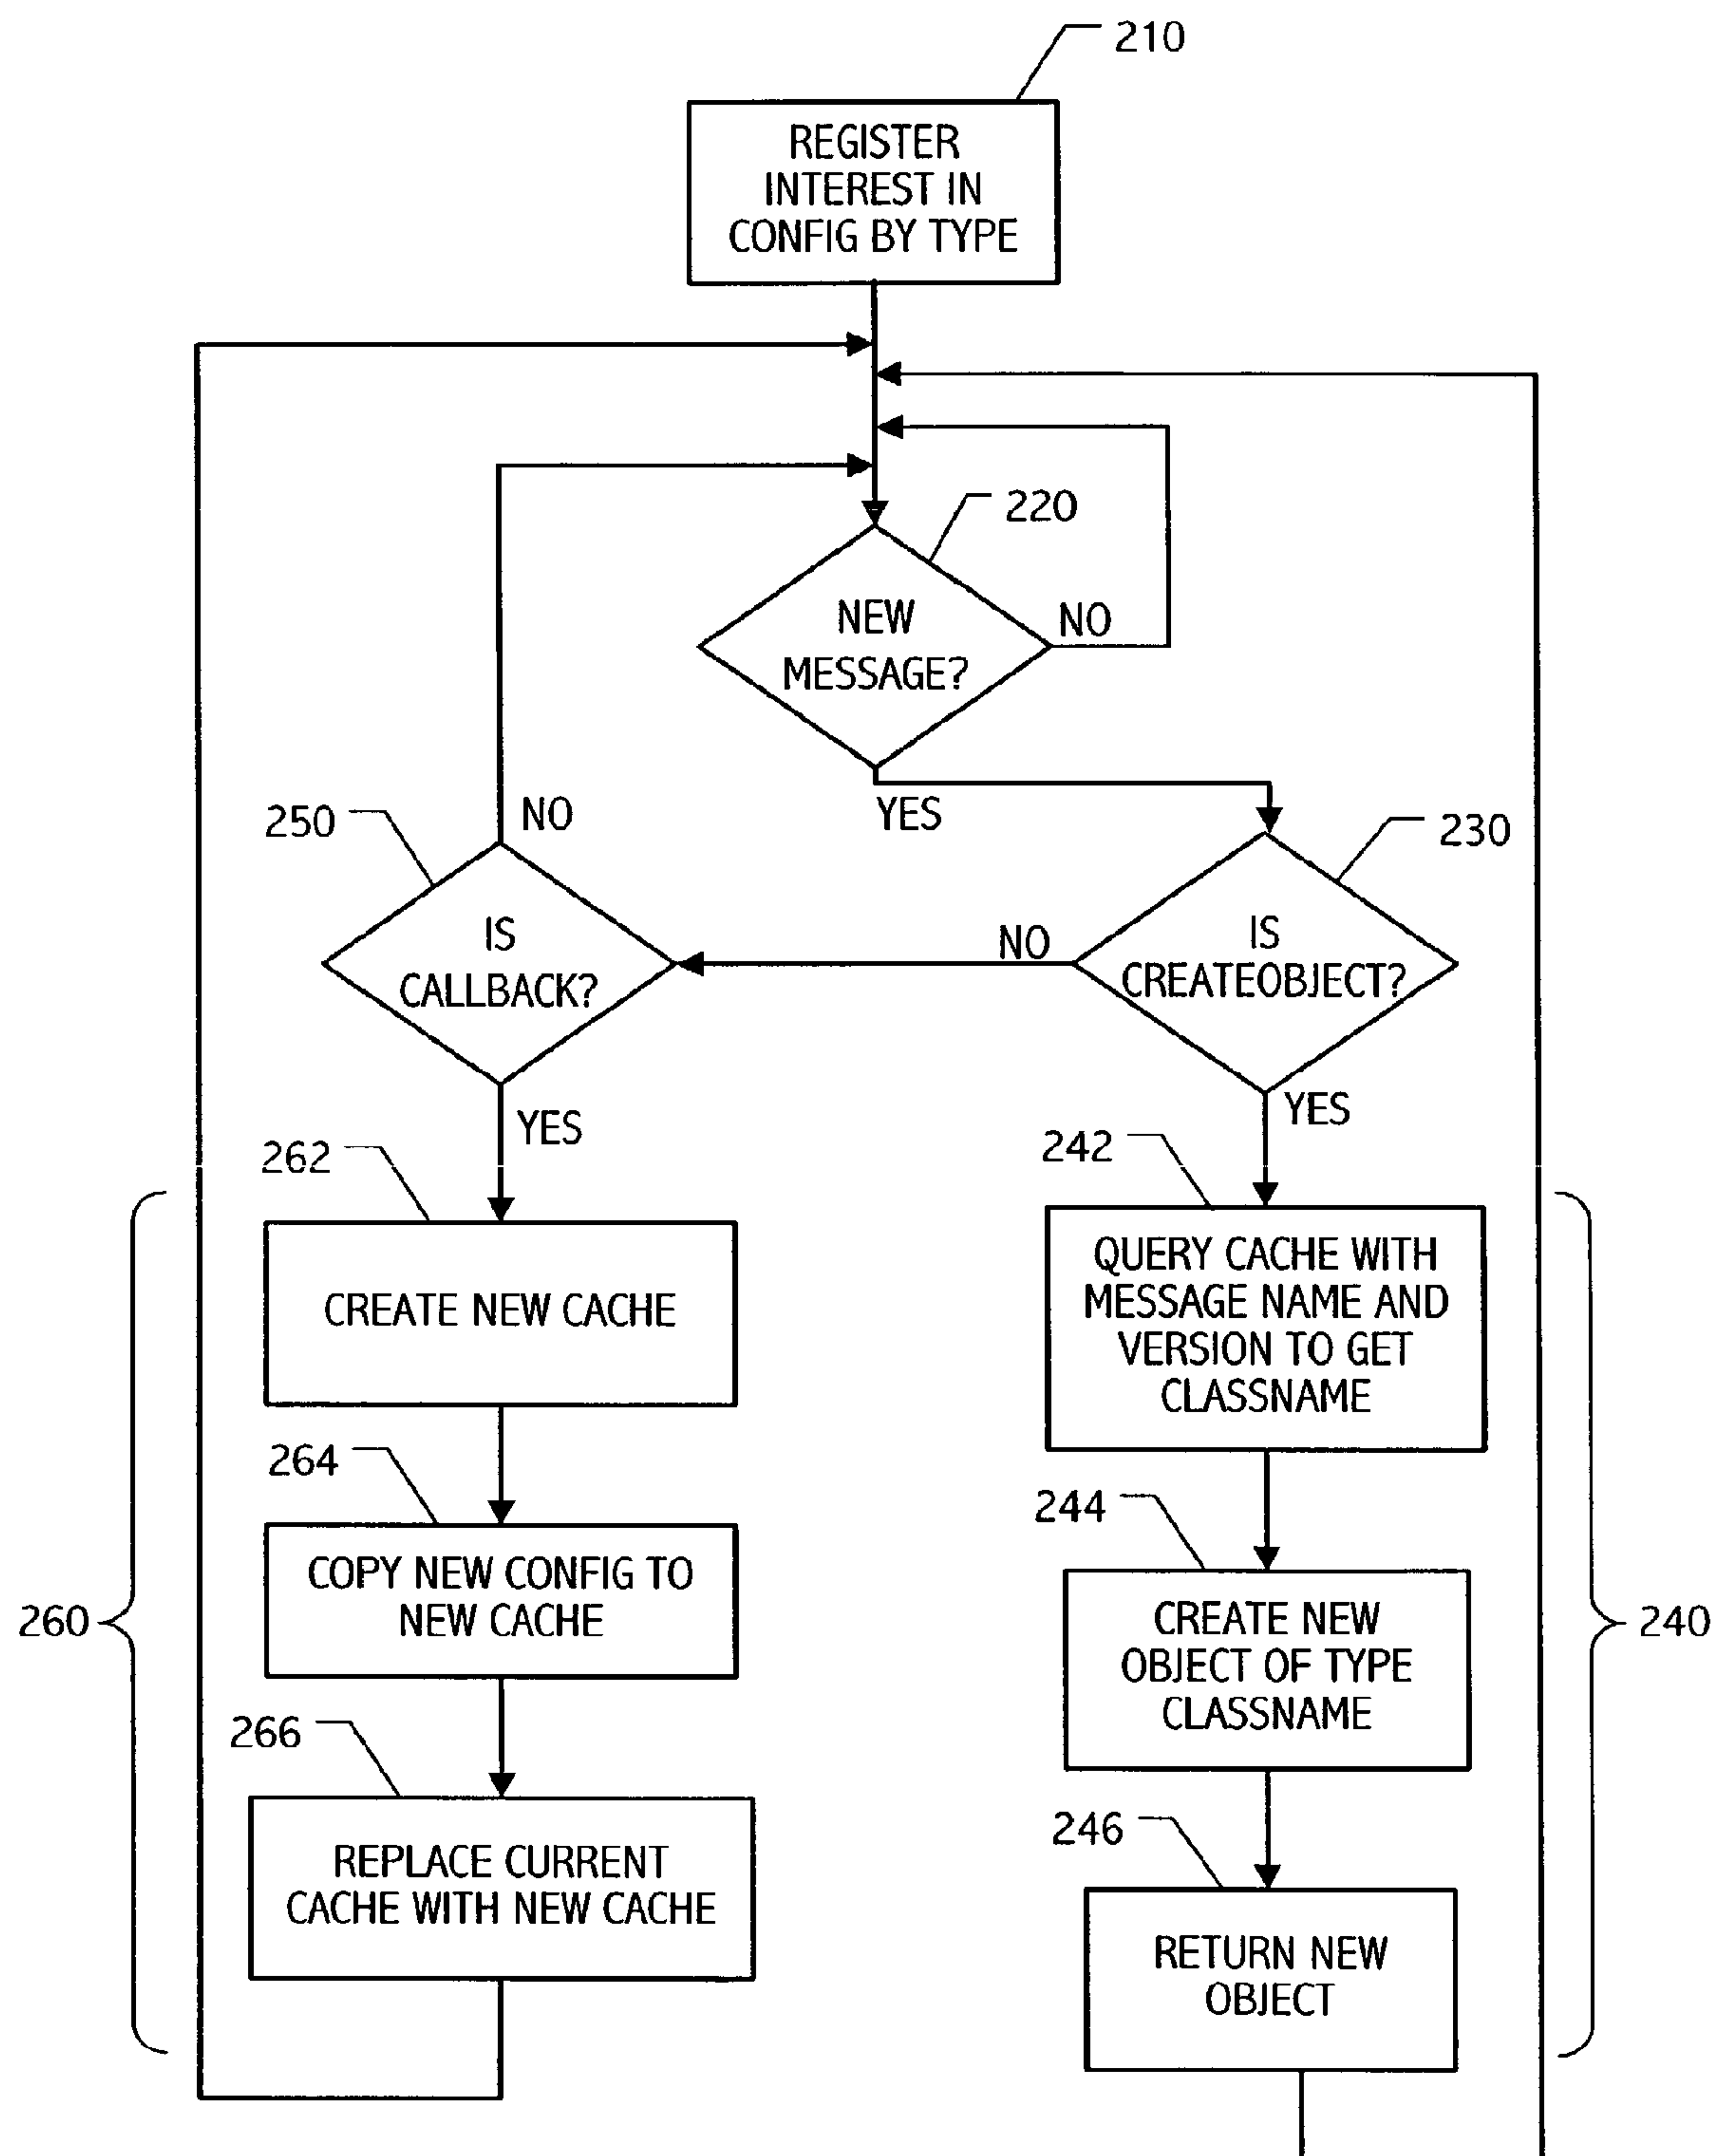 210
REGISTER
INTEREST IN
CONFIG BY TYPE
220
NEW
MESSAGE?
NO
YES
250
NO
230
IS
CALLBACK?
NO
IS
CREATEOBJECT?
YES
YES
262
242
CREATE NEW CACHE
QUERY CACHE WITH
MESSAGE NAME AND
VERSION TO GET
CLASSNAME
264
244
COPY NEW CONFIG TO
NEW CACHE
CREATE NEW
OBJECT OF TYPE
CLASSNAME
260
240
266
246
REPLACE CURRENT
CACHE WITH NEW CACHE
RETURN NEW
OBJECT